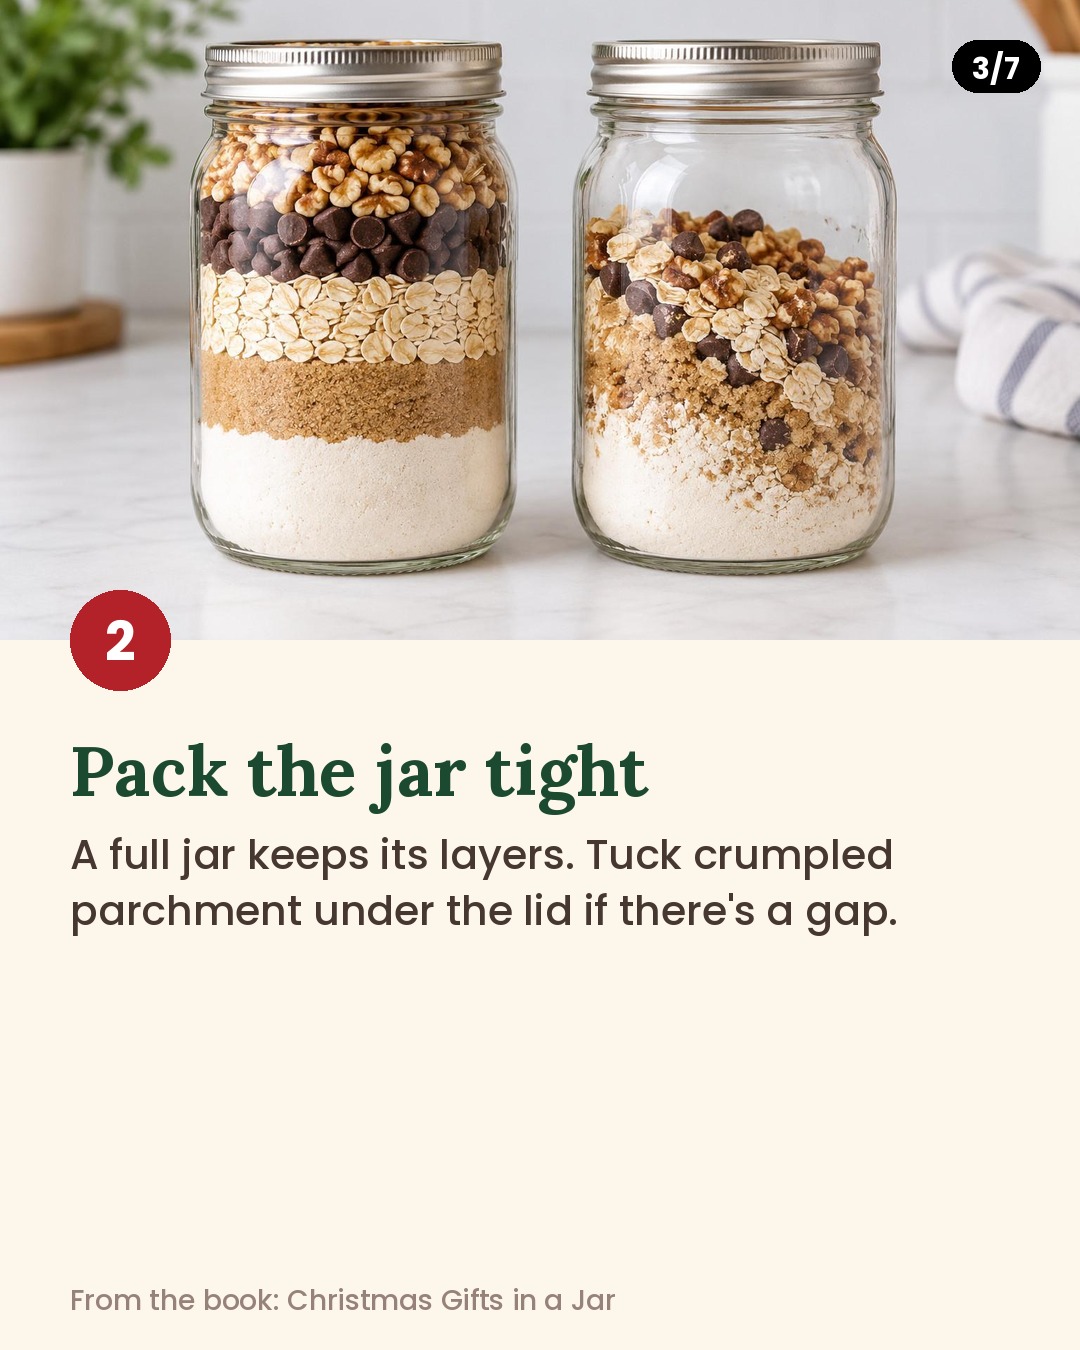 3/7
2
Pack the jar tight
A full jar keeps its layers. Tuck crumpled
parchment under the lid if there's a gap.
From the book: Christmas Gifts in a Jar